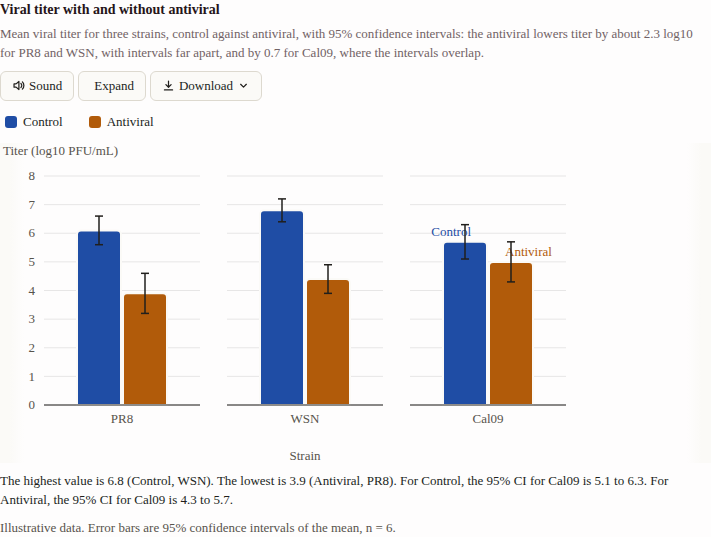 Viral titer with and without antiviral
Mean viral titer for three strains, control against antiviral, with 95% confidence intervals: the antiviral lowers titer by about 2.3 log10
for PR8 and WSN, with intervals far apart, and by 0.7 for Cal09, where the intervals overlap.
Sound Expand Download
Control Antiviral
Titer (log10 PFU/mL)
8
7
6
5
4
3
2
1
0
Control
Antiviral
PR8 WSN Cal09
Strain
The highest value is 6.8 (Control, WSN). The lowest is 3.9 (Antiviral, PR8). For Control, the 95% CI for Cal09 is 5.1 to 6.3. For
Antiviral, the 95% CI for Cal09 is 4.3 to 5.7.
Illustrative data. Error bars are 95% confidence intervals of the mean, n = 6.